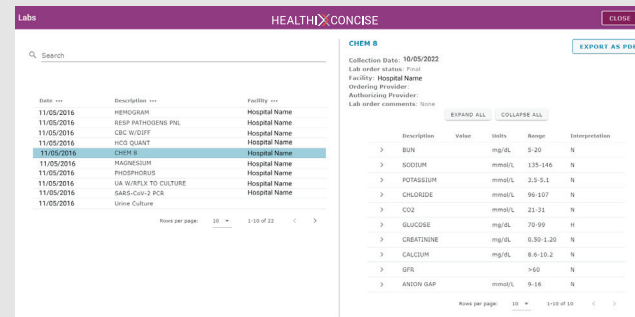 Labs
HEALTHIXCONCISE
CLOSE
Search
Date ••• Description ••• Facility •••
11/05/2016 HEMOGRAM Hospital Name
11/05/2016 RESP PATHOGENS PNL Hospital Name
11/05/2016 CBC W/DIFF Hospital Name
11/05/2016 HCG QUANT Hospital Name
11/05/2016 CHEM 8 Hospital Name
11/05/2016 MAGNESIUM Hospital Name
11/05/2016 PHOSPHORUS Hospital Name
11/05/2016 UA W/RFLX TO CULTURE Hospital Name
11/05/2016 SARS-CoV-2 PCR Hospital Name
11/05/2016 Urine Culture
Rows per page: 10 1-10 of 22
CHEM 8
EXPORT AS PDF
Collection Date: 10/05/2022
Lab order status: Final
Facility: Hospital Name
Ordering Provider:
Authorizing Provider:
Lab order comments: None
EXPAND ALL COLLAPSE ALL
Description Value Units Range Interpretation
BUN mg/dL 5-20 N
SODIUM mmol/L 135-146 N
POTASSIUM mmol/L 3.5-5.1 N
CHLORIDE mmol/L 96-107 N
CO2 mmol/L 21-31 N
GLUCOSE mg/dL 70-99 H
CREATININE mg/dL 0.50-1.20 N
CALCIUM mg/dL 8.6-10.2 N
GFR >60 N
ANION GAP mmol/L 9-16 N
Rows per page: 10 1-10 of 10